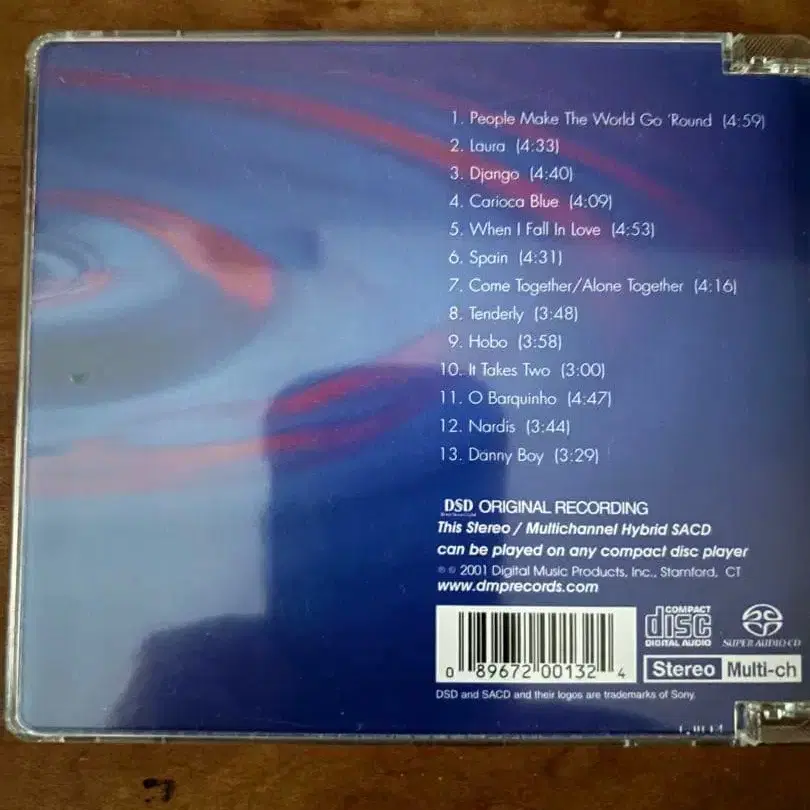 1. People Make The World Go 'Round (4:59)
2. Laura (4:33)
3. Django (4:40)
4. Carioca Blue (4:09)
5. When I Fall In Love (4:53)
6. Spain (4:31)
7. Come Together/Alone Together (4:16)
8. Tenderly (3:48)
9. Hobo (3:58)
10. It Takes Two (3:00)
11. O Barquinho (4:47)
12. Nardis (3:44)
13. Danny Boy (3:29)
DSD ORIGINAL RECORDING
This Stereo / Multichannel Hybrid SACD
can be played on any compact disc player
℗ © 2001 Digital Music Products, Inc., Stamford, CT
www.dmprecords.com
COMPACT
disc
DIGITAL AUDIO
SUPER AUDIO CD
Stereo Multi-ch
0 89672 00132 4
DSD and SACD and their logos are trademarks of Sony.